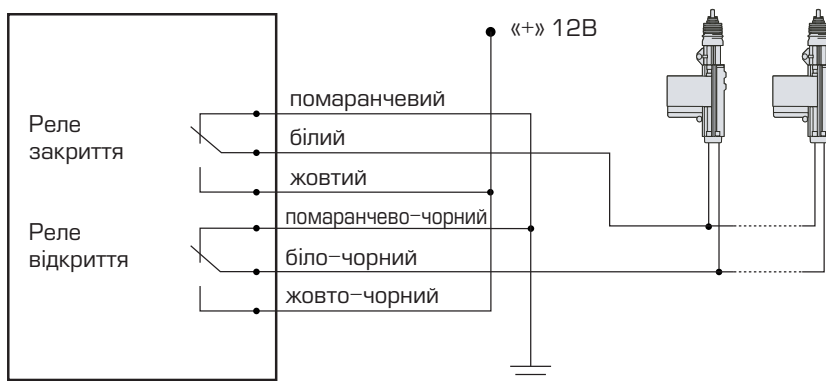 «+» 12В
помаранчевий
Реле
закриття
білий
жовтий
помаранчево-чорний
Реле
відкриття
біло-чорний
жовто-чорний